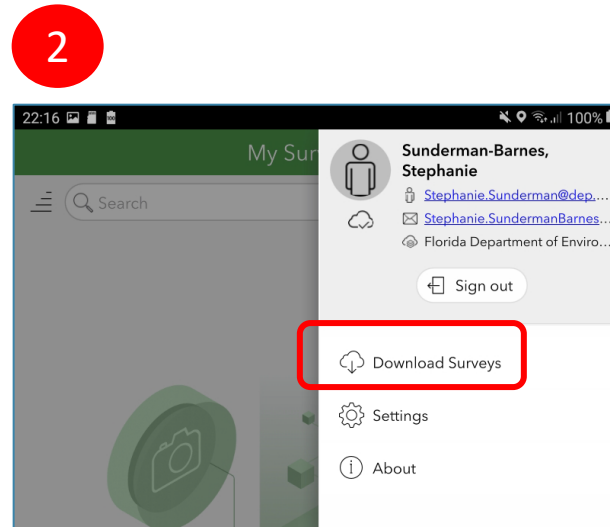 2
22:16 100%
My Sur
Search
Sunderman-Barnes,
Stephanie
Stephanie.Sunderman@dep....
Stephanie.SundermanBarnes...
Florida Department of Enviro...
Sign out
Download Surveys
Settings
About